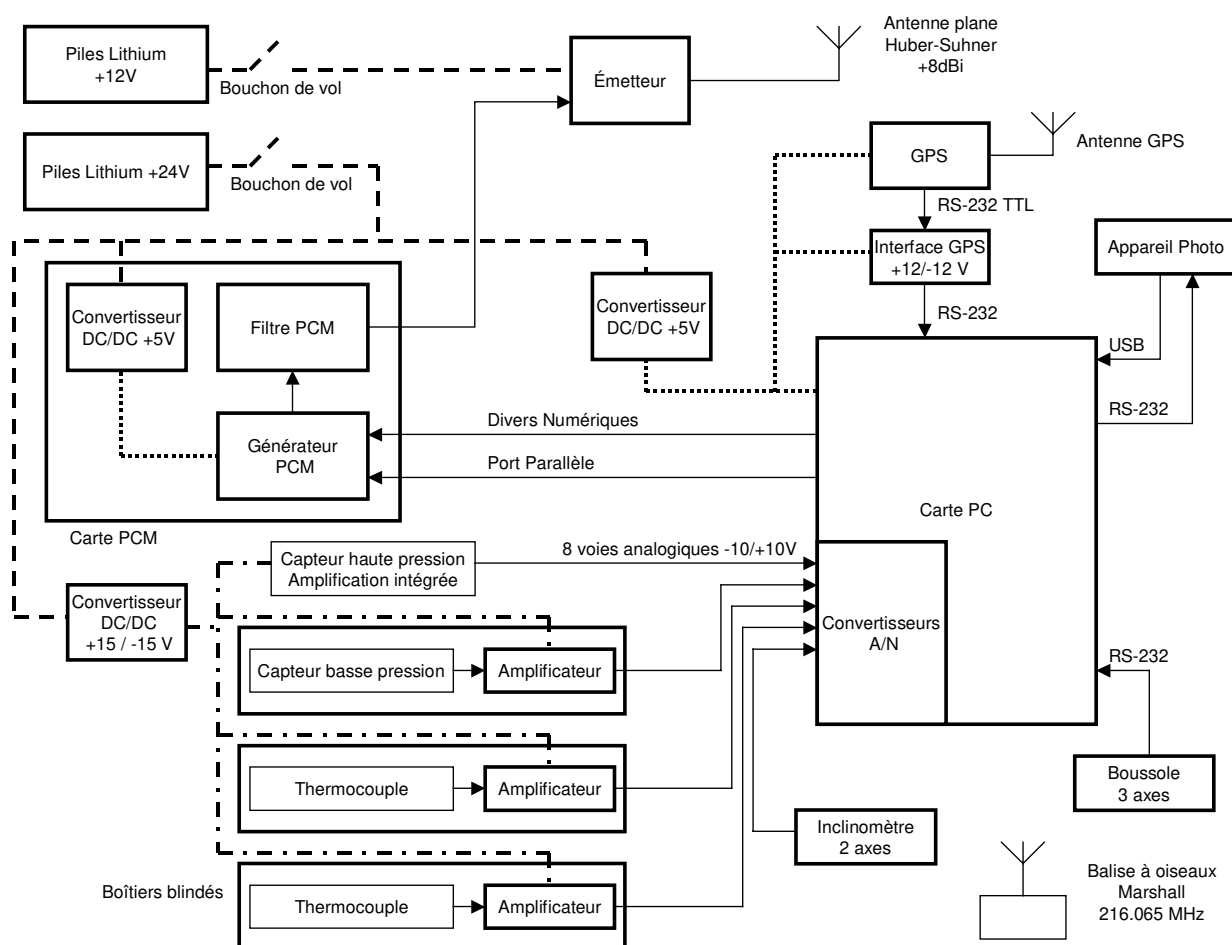 Piles Lithium
+12V
Bouchon de vol
Émetteur
Antenne plane
Huber-Suhner
+8dBi
Piles Lithium +24V
Bouchon de vol
GPS
Antenne GPS
RS-232 TTL
Interface GPS
+12/-12 V
Appareil Photo
RS-232
USB
RS-232
Convertisseur
DC/DC +5V
Filtre PCM
Convertisseur
DC/DC +5V
Générateur
PCM
Divers Numériques
Port Parallèle
Carte PCM
Carte PC
Capteur haute pression
Amplification intégrée
8 voies analogiques -10/+10V
Convertisseur
DC/DC
+15 / -15 V
Convertisseurs
A/N
Capteur basse pression
Amplificateur
RS-232
Thermocouple
Amplificateur
Boussole
3 axes
Inclinomètre
2 axes
Boîtiers blindés
Thermocouple
Amplificateur
Balise à oiseaux
Marshall
216.065 MHz